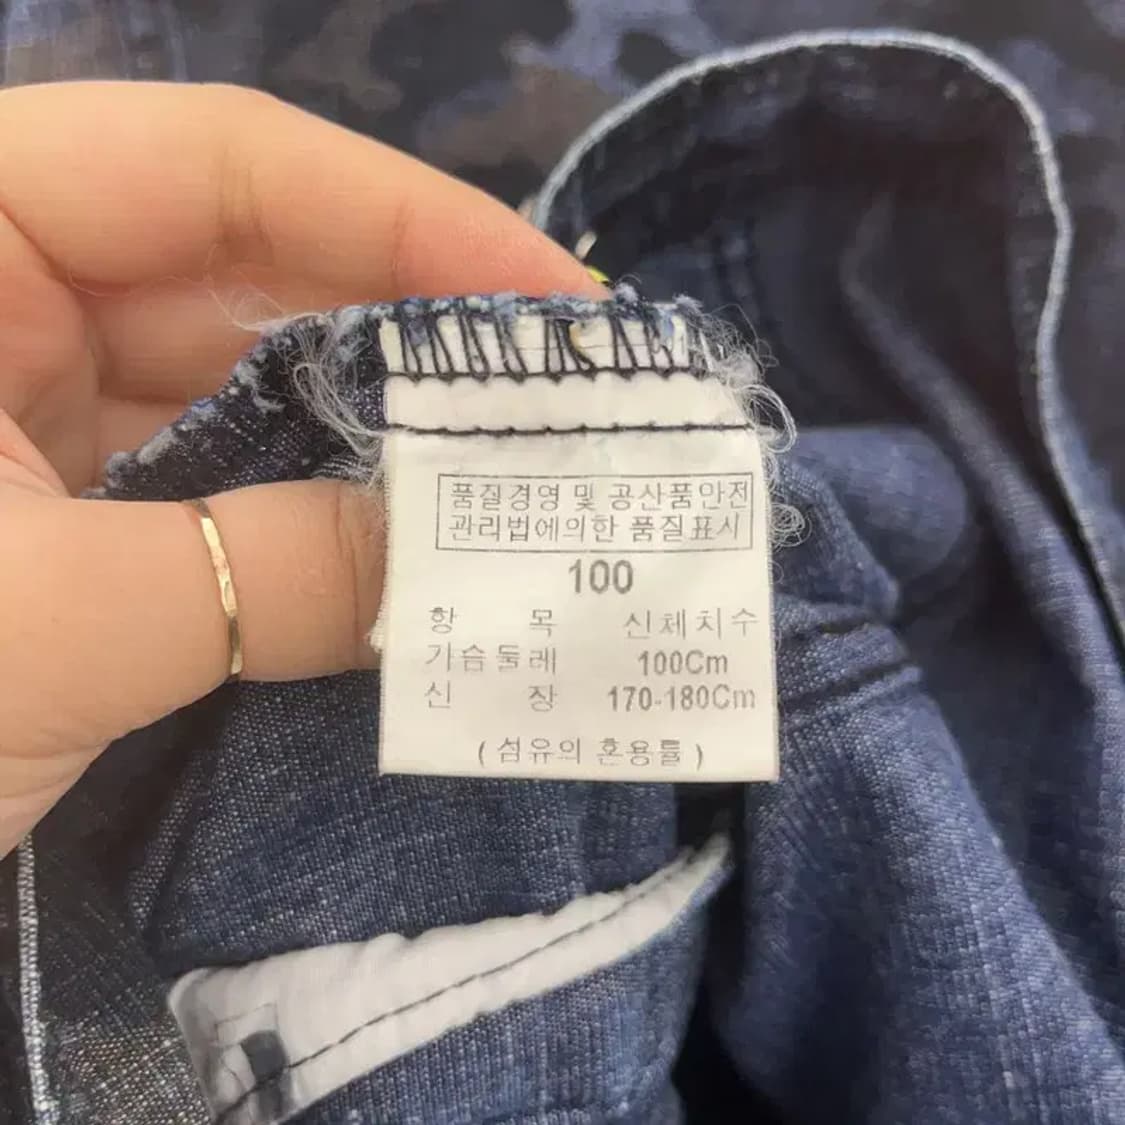 품질경영 및 공산품안전
관리법에의한 품질표시
100
항 목 신체치수
가슴둘레 100Cm
신 장 170-180Cm
( 섬유의 혼용률 )